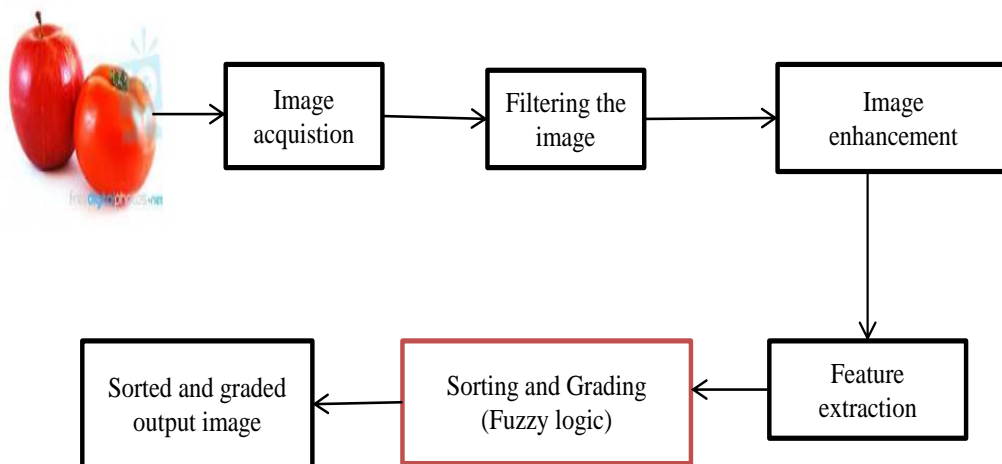 Image
acquistion
Filtering the
image
Image
enhancement
Feature
extraction
Sorting and Grading
(Fuzzy logic)
Sorted and graded
output image